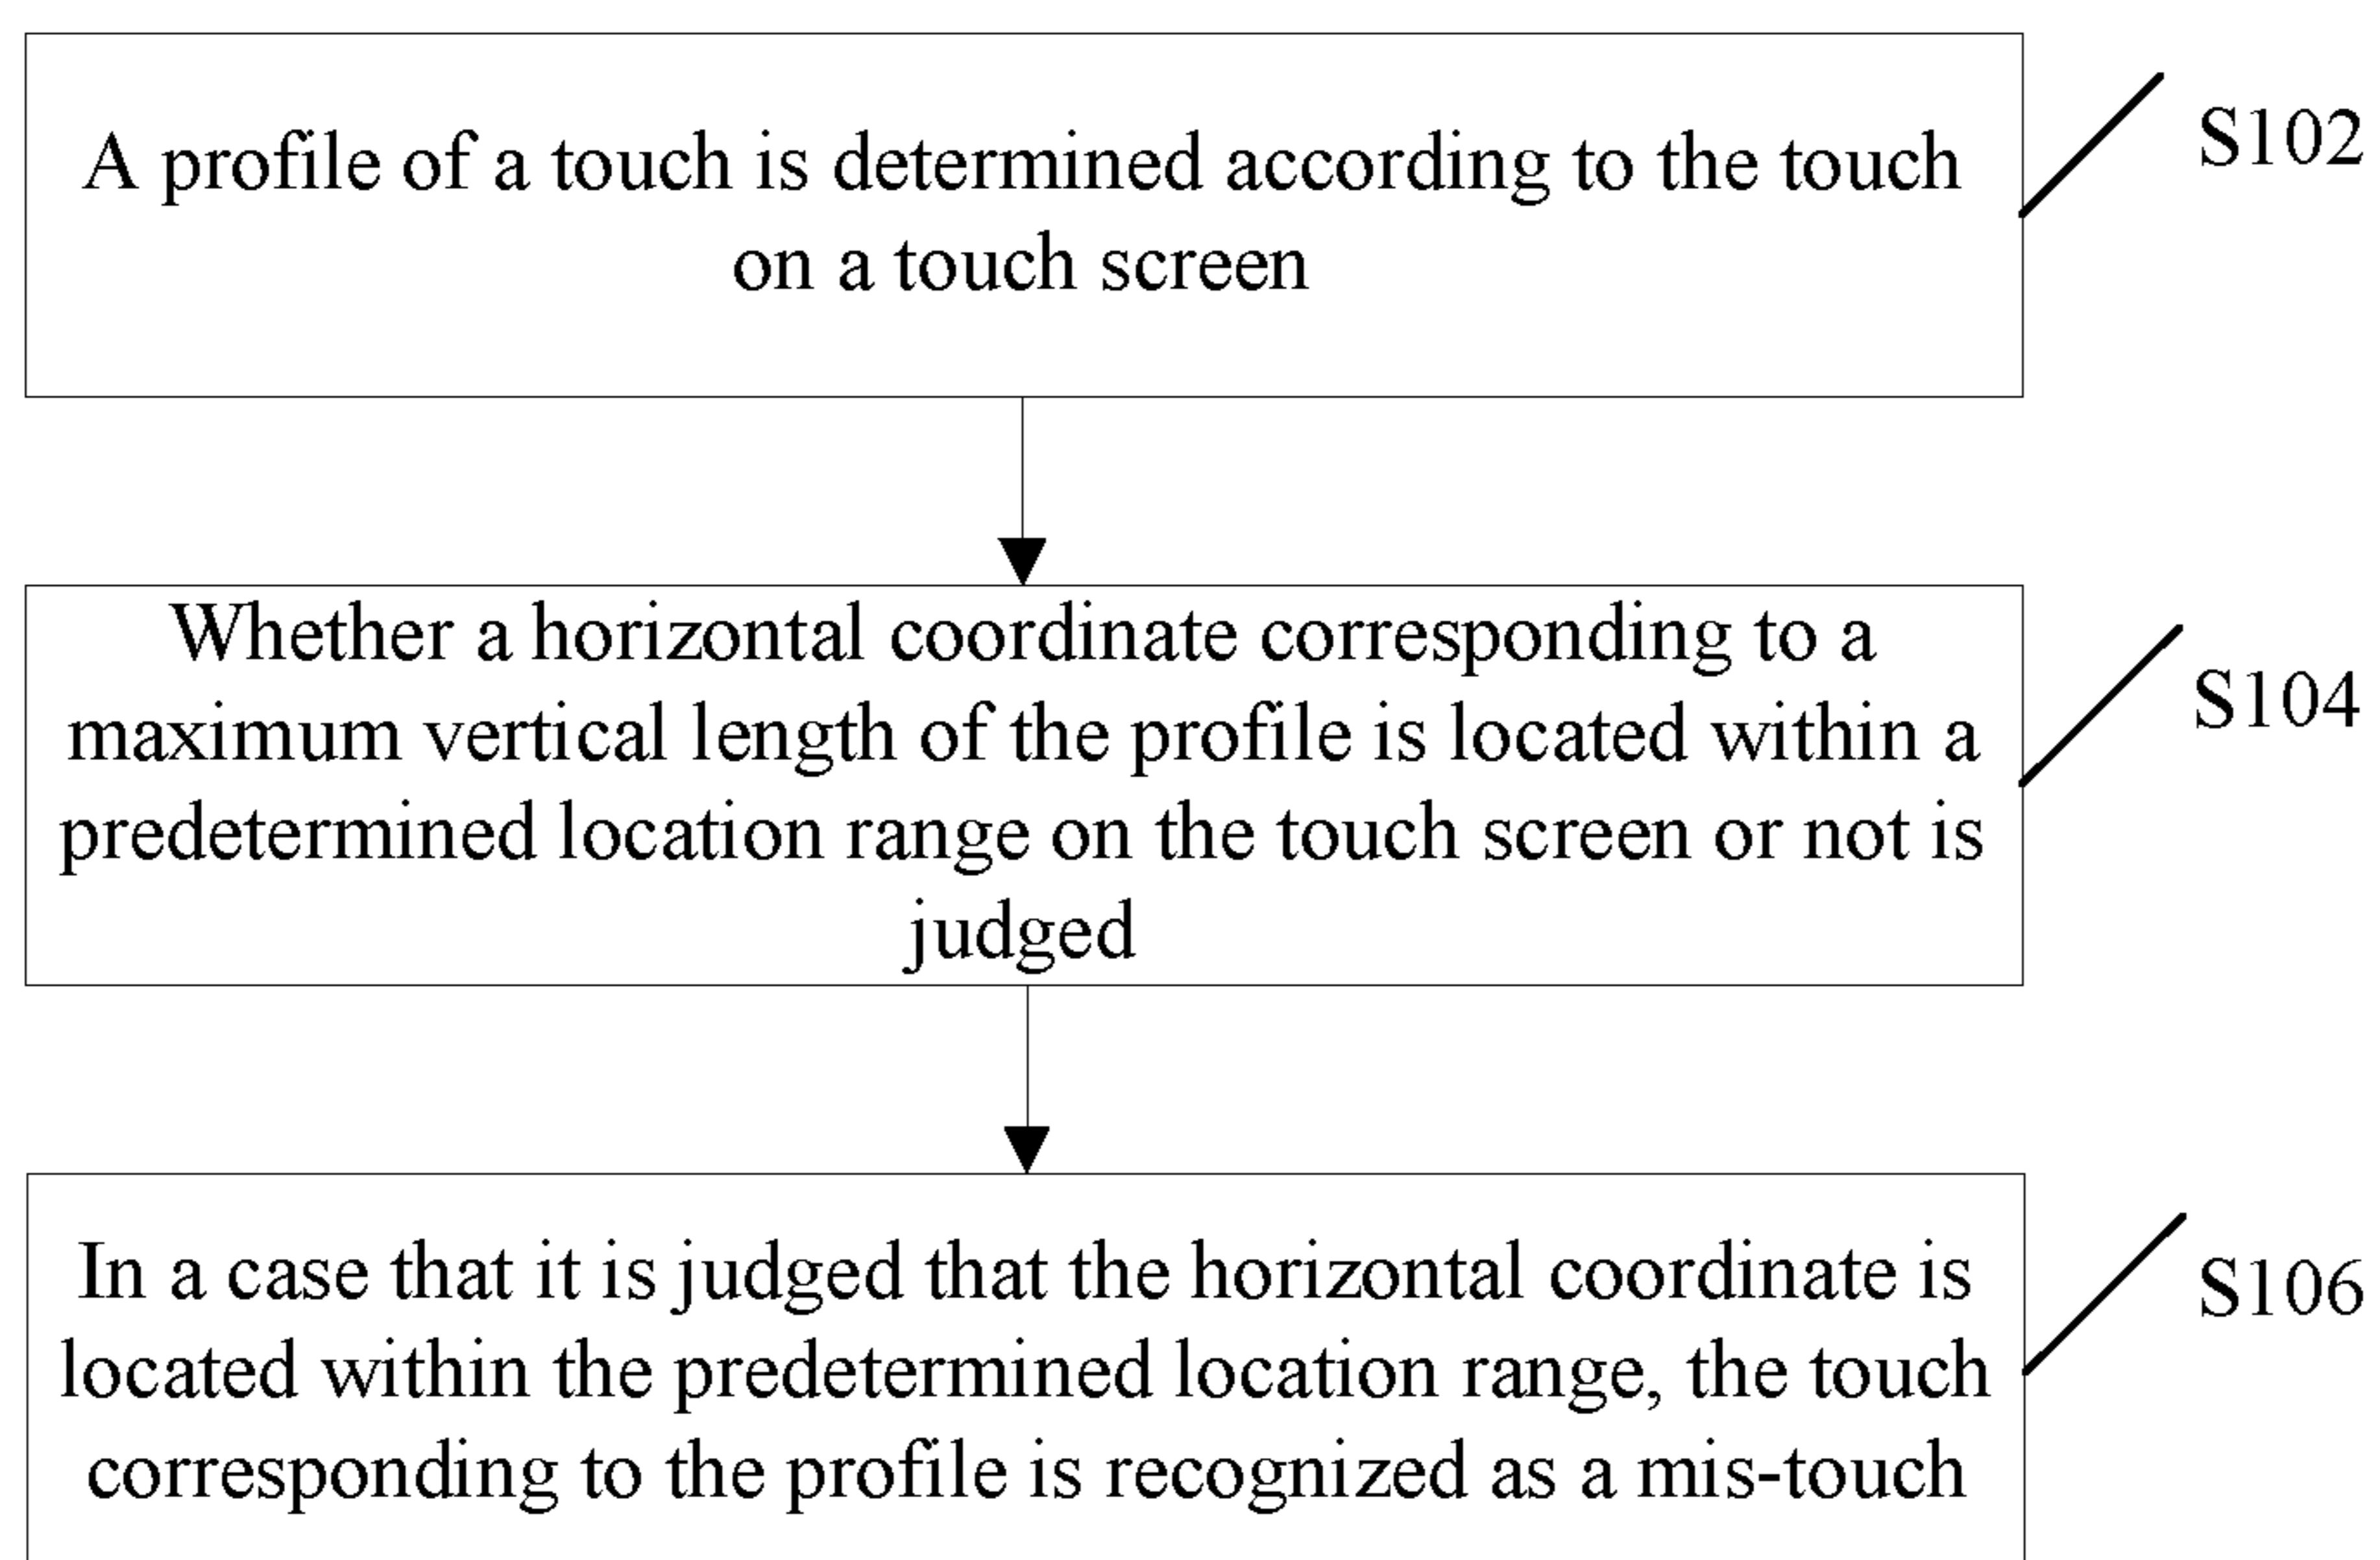 A profile of a touch is determined according to the touch
on a touch screen
S102
Whether a horizontal coordinate corresponding to a
maximum vertical length of the profile is located within a
predetermined location range on the touch screen or not is
judged
S104
In a case that it is judged that the horizontal coordinate is
located within the predetermined location range, the touch
corresponding to the profile is recognized as a mis-touch
S106